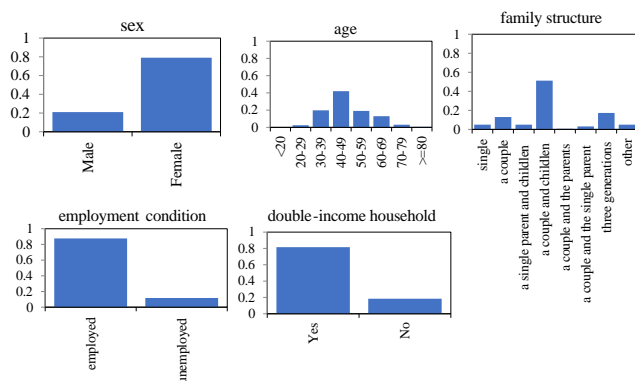 sex
1
0.8
0.6
0.4
0.2
0
Male
Female
age
1
0.8
0.6
0.4
0.2
0
<20
20-29
30-39
40-49
50-59
60-69
70-79
>=80
family structure
1
0.8
0.6
0.4
0.2
0
single
a couple
a single parent and childlen
a couple and childlen
a couple and the parents
a couple and the single parent
three generations
other
employment condition
1
0.8
0.6
0.4
0.2
0
employed
unemployed
double-income household
1
0.8
0.6
0.4
0.2
0
Yes
No